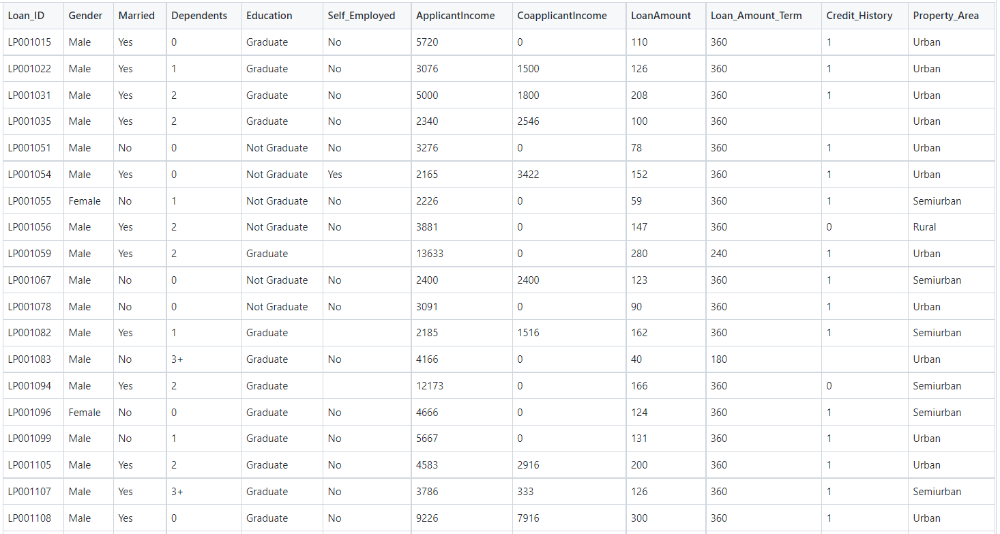 Loan_ID Gender Married Dependents Education Self_Employed ApplicantIncome CoapplicantIncome LoanAmount Loan_Amount_Term Credit_History Property_Area
LP001015 Male Yes 0 Graduate No 5720 0 110 360 1 Urban
LP001022 Male Yes 1 Graduate No 3076 1500 126 360 1 Urban
LP001031 Male Yes 2 Graduate No 5000 1800 208 360 1 Urban
LP001035 Male Yes 2 Graduate No 2340 2546 100 360 Urban
LP001051 Male No 0 Not Graduate No 3276 0 78 360 1 Urban
LP001054 Male Yes 0 Not Graduate Yes 2165 3422 152 360 1 Urban
LP001055 Female No 1 Not Graduate No 2226 0 59 360 1 Semiurban
LP001056 Male Yes 2 Not Graduate No 3881 0 147 360 0 Rural
LP001059 Male Yes 2 Graduate 13633 0 280 240 1 Urban
LP001067 Male No 0 Not Graduate No 2400 2400 123 360 1 Semiurban
LP001078 Male No 0 Not Graduate No 3091 0 90 360 1 Urban
LP001082 Male Yes 1 Graduate 2185 1516 162 360 1 Semiurban
LP001083 Male No 3+ Graduate No 4166 0 40 180 Urban
LP001094 Male Yes 2 Graduate 12173 0 166 360 0 Semiurban
LP001096 Female No 0 Graduate No 4666 0 124 360 1 Semiurban
LP001099 Male No 1 Graduate No 5667 0 131 360 1 Urban
LP001105 Male Yes 2 Graduate No 4583 2916 200 360 1 Urban
LP001107 Male Yes 3+ Graduate No 3786 333 126 360 1 Semiurban
LP001108 Male Yes 0 Graduate No 9226 7916 300 360 1 Urban